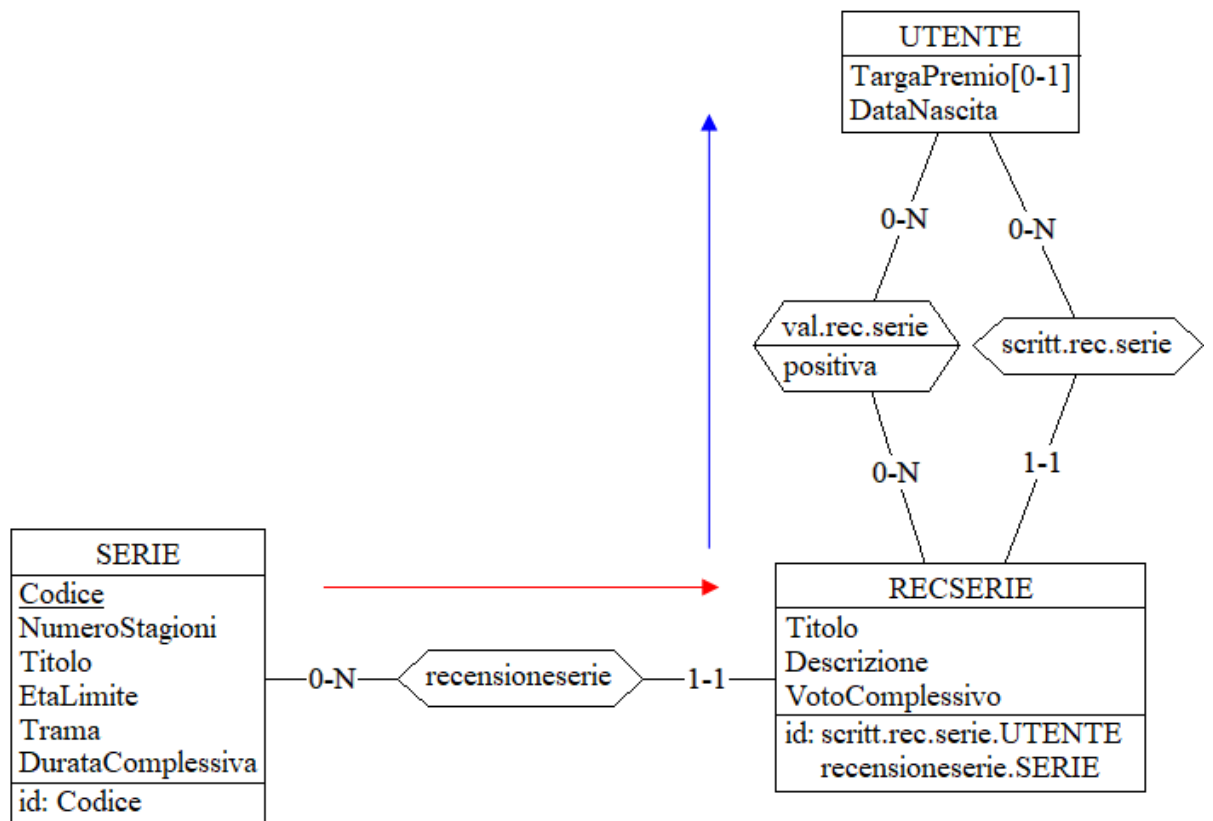 UTENTE
TargaPremio[0-1]
DataNascita
0-N
0-N
val.rec.serie
positiva
scritt.rec.serie
0-N
1-1
SERIE
Codice
NumeroStagioni
Titolo
EtaLimite
Trama
DurataComplessiva
id: Codice
0-N
recensioneserie
1-1
RECSERIE
Titolo
Descrizione
VotoComplessivo
id: scritt.rec.serie.UTENTE
recensioneserie.SERIE